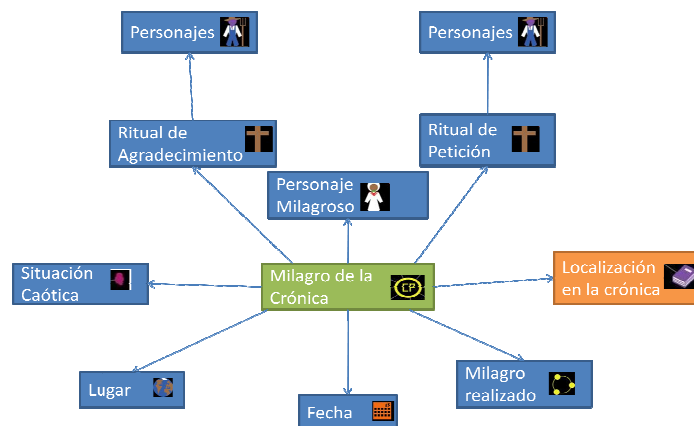 Personajes
Personajes
Ritual de
Agradecimiento
Ritual de
Petición
Personaje
Milagroso
Situación
Caótica
Milagro de la
Crónica
CP
Localización
en la crónica
Lugar
Fecha
Milagro
realizado